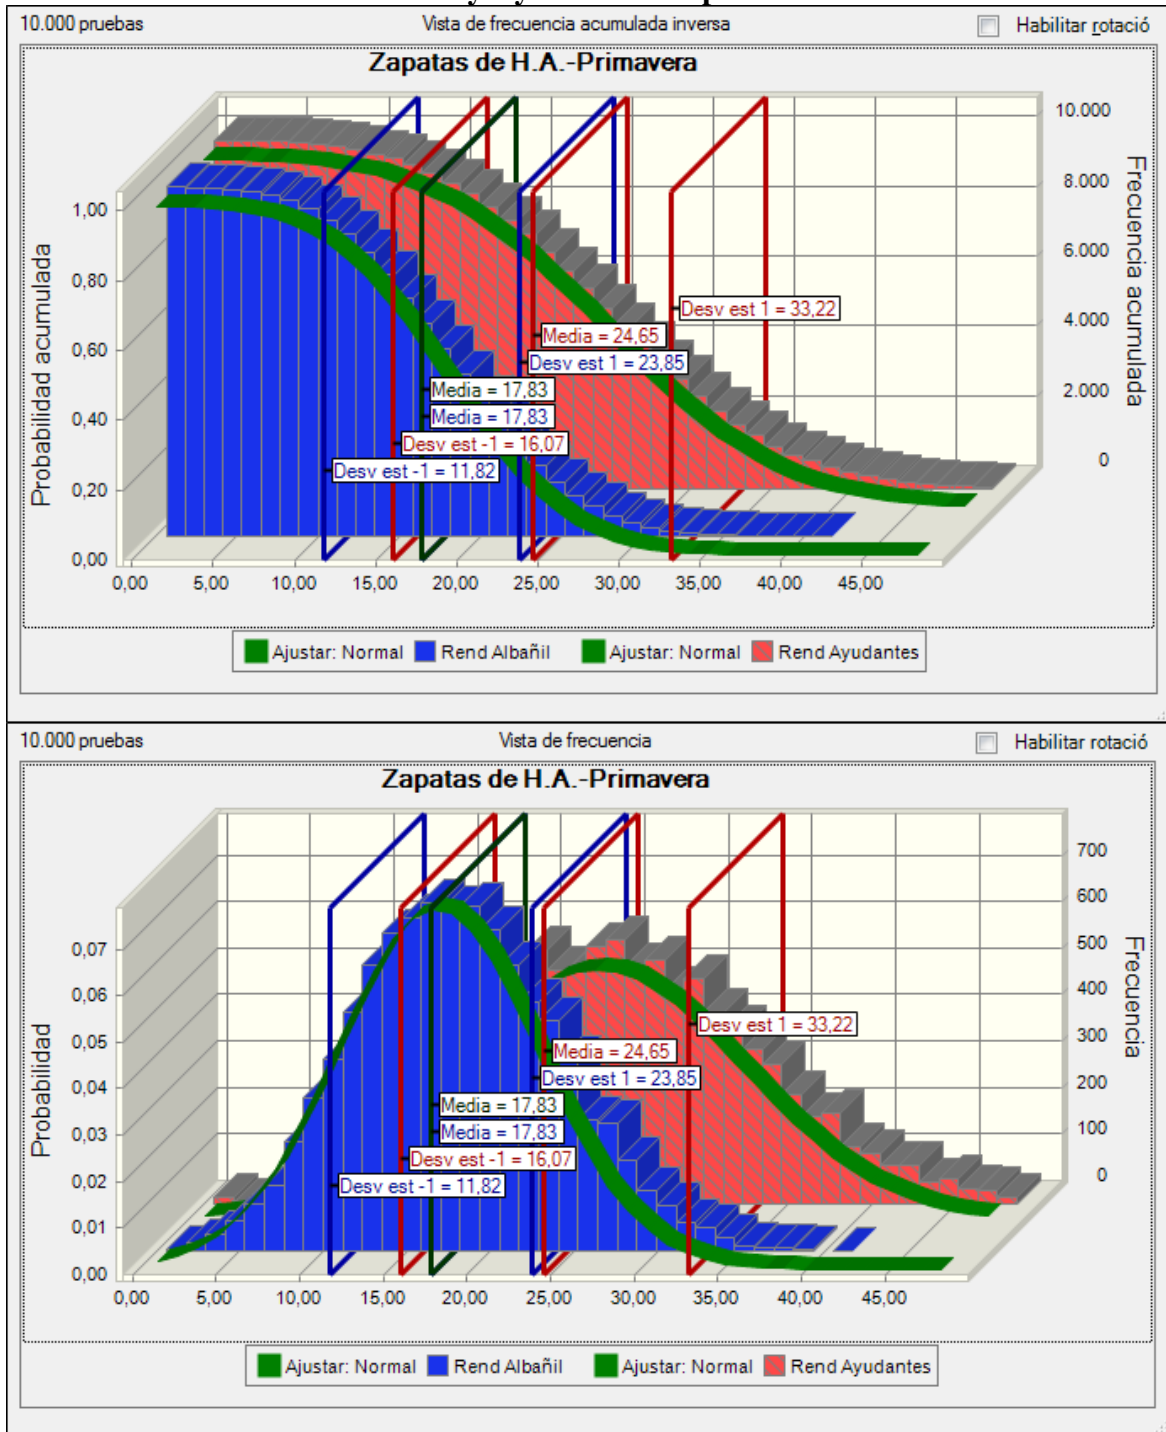 10.000 pruebas Vista de frecuencia acumulada inversa Habilitar rotació
Zapatas de H.A.-Primavera
10.000
8.000
6.000
4.000
2.000
0
Frecuencia acumulada
1,00
0,80
0,60
0,40
0,20
0,00
Probabilidad acumulada
Desv est 1 = 33,22
Media = 24,65
Desv est 1 = 23,85
Media = 17,83
Media = 17,83
Desv est -1 = 16,07
Desv est -1 = 11,82
0,00 5,00 10,00 15,00 20,00 25,00 30,00 35,00 40,00 45,00
Ajustar: Normal Rend Albañil Ajustar: Normal Rend Ayudantes
10.000 pruebas Vista de frecuencia Habilitar rotació
Zapatas de H.A.-Primavera
700
600
500
400
300
200
100
0
Frecuencia
0,07
0,06
0,05
0,04
0,03
0,02
0,01
0,00
Probabilidad
Desv est 1 = 33,22
Media = 24,65
Desv est 1 = 23,85
Media = 17,83
Media = 17,83
Desv est -1 = 16,07
Desv est -1 = 11,82
0,00 5,00 10,00 15,00 20,00 25,00 30,00 35,00 40,00 45,00
Ajustar: Normal Rend Albañil Ajustar: Normal Rend Ayudantes